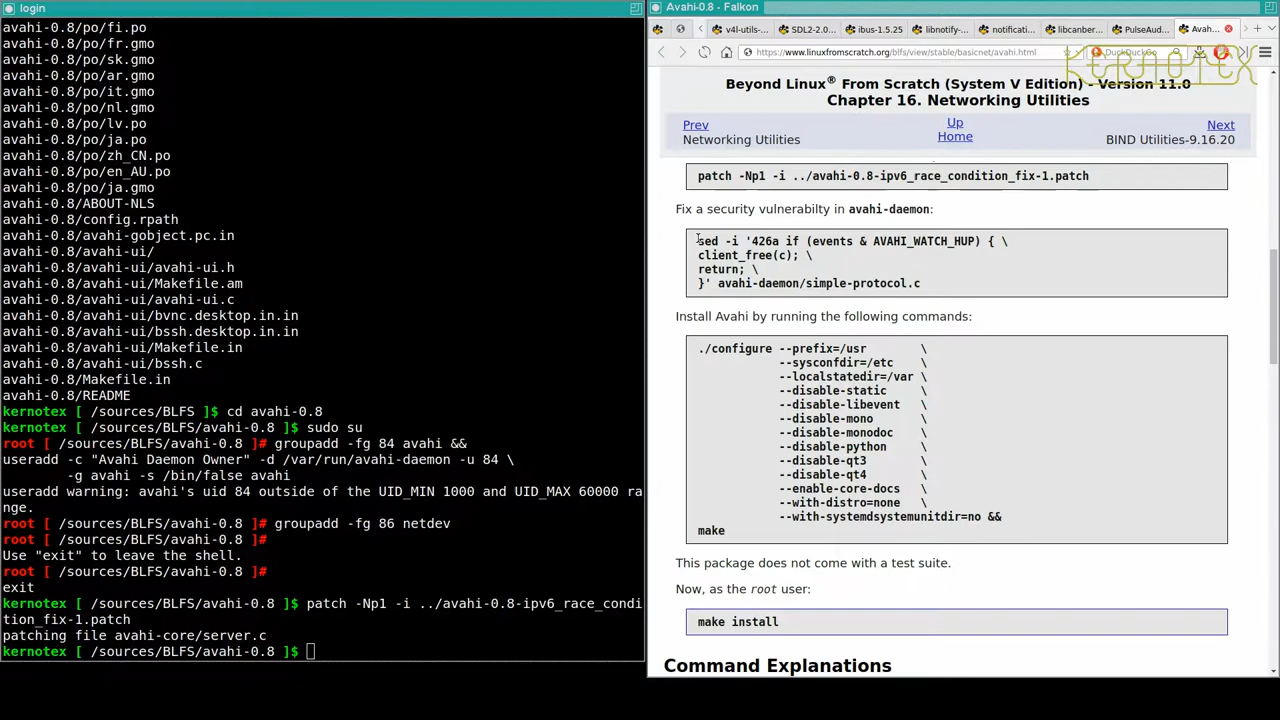 login
avahi-0.8/po/fi.po
avahi-0.8/po/fr.gmo
avahi-0.8/po/sk.gmo
avahi-0.8/po/ar.gmo
avahi-0.8/po/it.gmo
avahi-0.8/po/nl.gmo
avahi-0.8/po/lv.po
avahi-0.8/po/ja.po
avahi-0.8/po/zh_CN.po
avahi-0.8/po/en_AU.po
avahi-0.8/po/ja.gmo
avahi-0.8/ABOUT-NLS
avahi-0.8/config.rpath
avahi-0.8/avahi-gobject.pc.in
avahi-0.8/avahi-ui/
avahi-0.8/avahi-ui/avahi-ui.h
avahi-0.8/avahi-ui/Makefile.am
avahi-0.8/avahi-ui/avahi-ui.c
avahi-0.8/avahi-ui/bvnc.desktop.in.in
avahi-0.8/avahi-ui/bssh.desktop.in.in
avahi-0.8/avahi-ui/Makefile.in
avahi-0.8/avahi-ui/bssh.c
avahi-0.8/Makefile.in
avahi-0.8/README
kernotex [ /sources/BLFS ]$ cd avahi-0.8
kernotex [ /sources/BLFS/avahi-0.8 ]$ sudo su
root [ /sources/BLFS/avahi-0.8 ]# groupadd -fg 84 avahi &&
useradd -c "Avahi Daemon Owner" -d /var/run/avahi-daemon -u 84 \
-g avahi -s /bin/false avahi
useradd warning: avahi's uid 84 outside of the UID_MIN 1000 and UID_MAX 60000 ra
nge.
root [ /sources/BLFS/avahi-0.8 ]# groupadd -fg 86 netdev
root [ /sources/BLFS/avahi-0.8 ]#
Use "exit" to leave the shell.
root [ /sources/BLFS/avahi-0.8 ]#
exit
kernotex [ /sources/BLFS/avahi-0.8 ]$ patch -Np1 -i ../avahi-0.8-ipv6_race_condi
tion_fix-1.patch
patching file avahi-core/server.c
kernotex [ /sources/BLFS/avahi-0.8 ]$
Avahi-0.8 - Falkon
v4l-utils-... SDL2-2.0... ibus-1.5.25 libnotify-... notificati... libcanber... PulseAud... Avah...
https://www.linuxfromscratch.org/blfs/view/stable/basicnet/avahi.html DuckDuckGo
KERNOTEX
Beyond Linux® From Scratch (System V Edition) - Version 11.0
Chapter 16. Networking Utilities
Prev Up Next
Networking Utilities Home BIND Utilities-9.16.20
patch -Np1 -i ../avahi-0.8-ipv6_race_condition_fix-1.patch
Fix a security vulnerabilty in avahi-daemon:
sed -i '426a if (events & AVAHI_WATCH_HUP) { \
client_free(c); \
return; \
}' avahi-daemon/simple-protocol.c
Install Avahi by running the following commands:
./configure --prefix=/usr \
--sysconfdir=/etc \
--localstatedir=/var \
--disable-static \
--disable-libevent \
--disable-mono \
--disable-monodoc \
--disable-python \
--disable-qt3 \
--disable-qt4 \
--enable-core-docs \
--with-distro=none \
--with-systemdsystemunitdir=no &&
make
This package does not come with a test suite.
Now, as the root user:
make install
Command Explanations